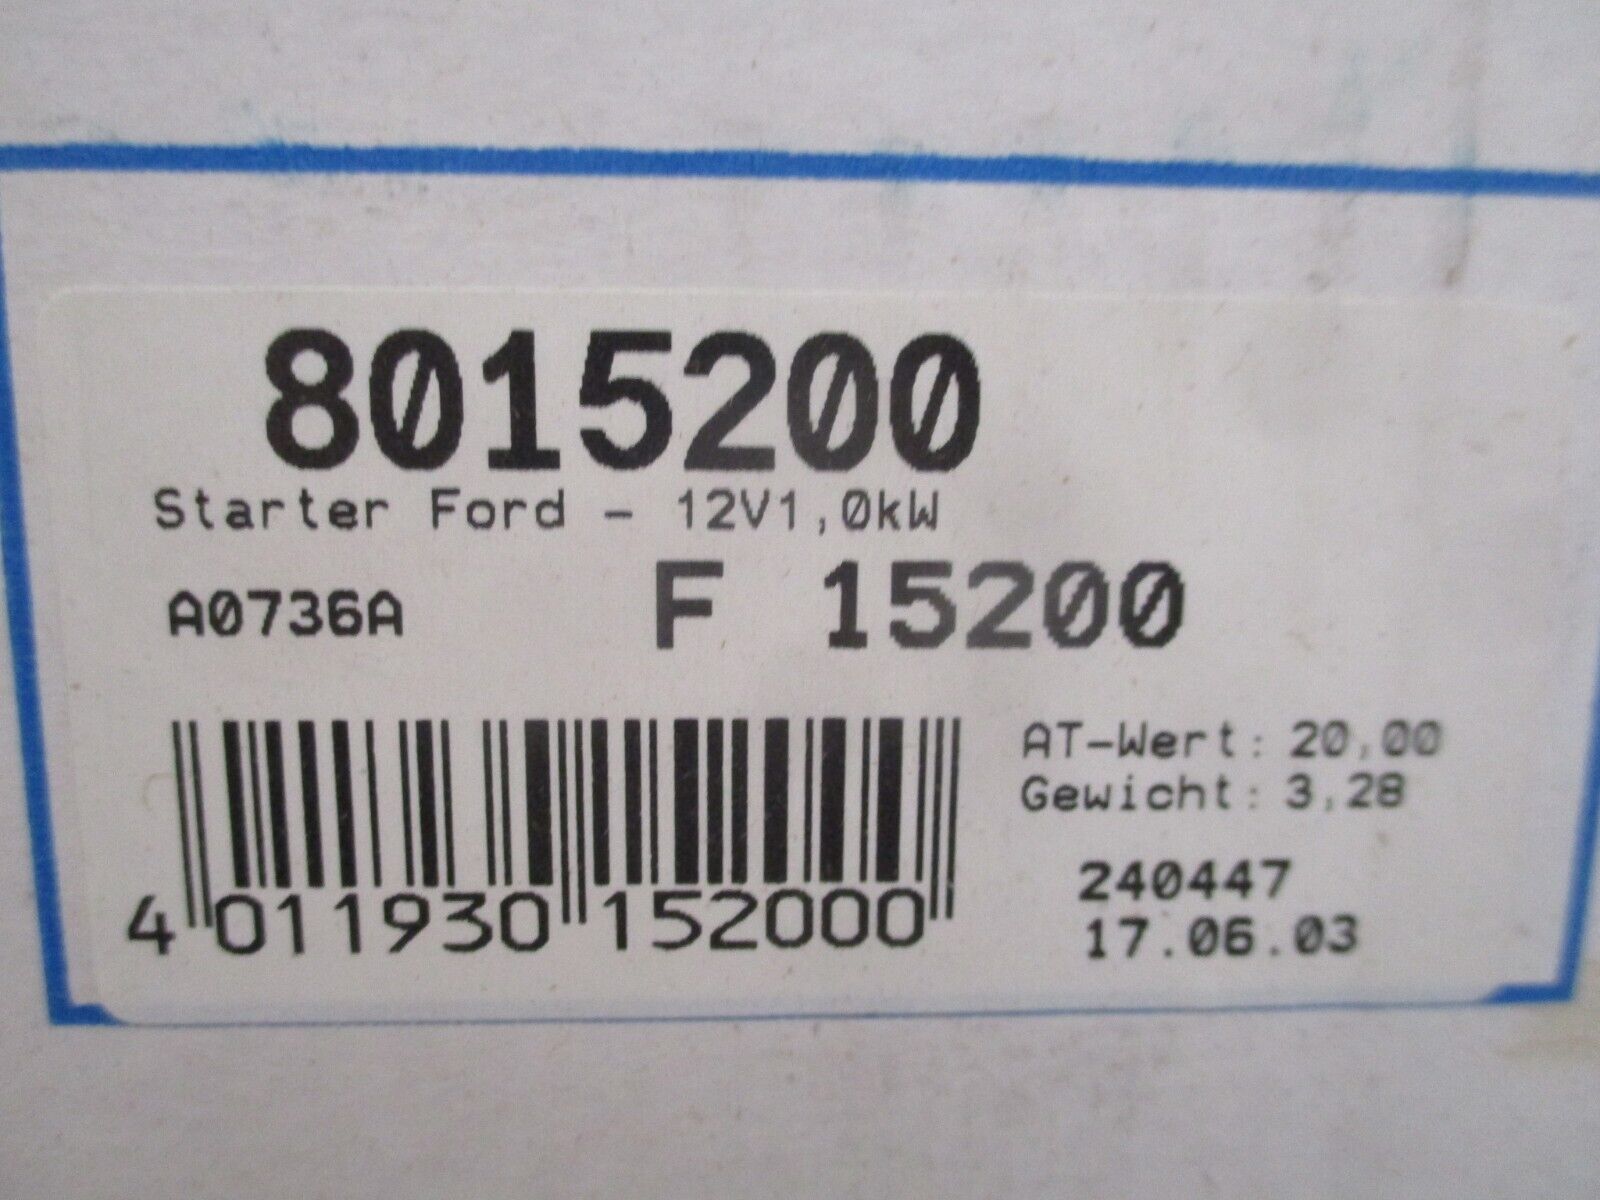 8015200
Starter Ford - 12V1,0kW
A0736A F 15200
AT-Wert: 20,00
Gewicht: 3,28
4 011930 152000
240447
17.06.03